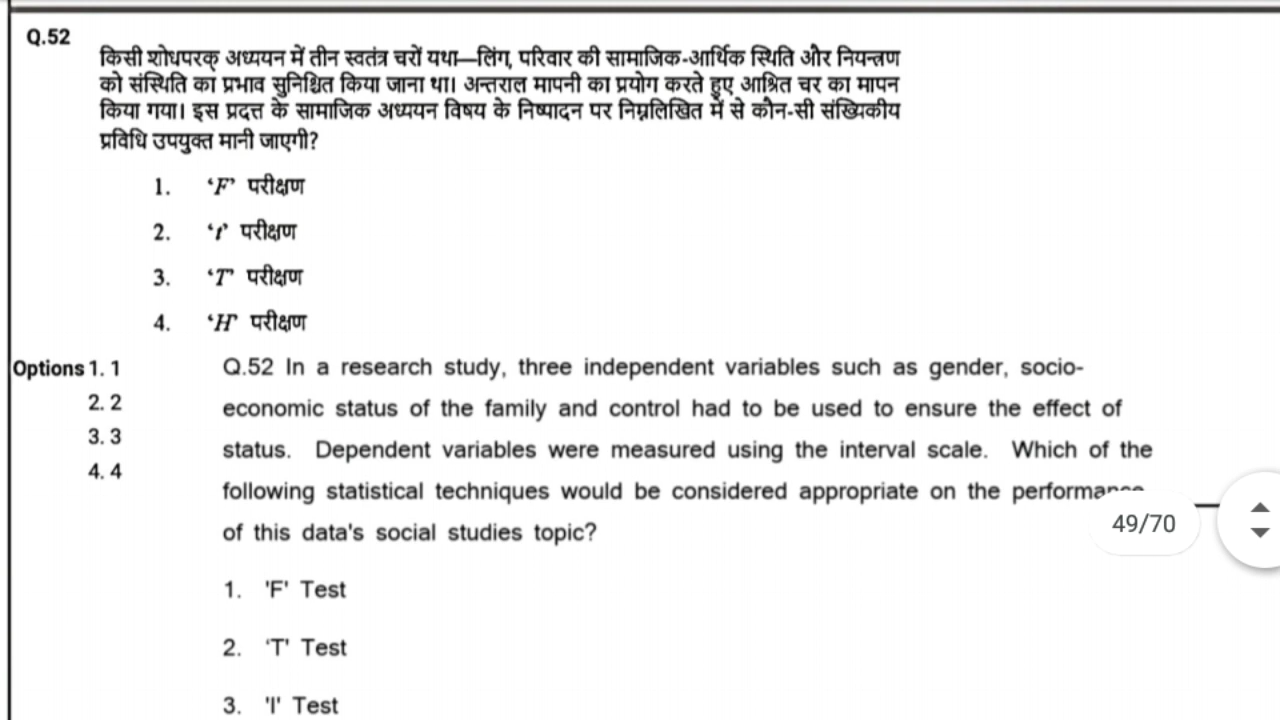 Q.52
किसी शोधपरक् अध्ययन में तीन स्वतंत्र चरों यथा—लिंग, परिवार की सामाजिक-आर्थिक स्थिति और नियन्त्रण
को संस्थिति का प्रभाव सुनिश्चित किया जाना था। अन्तराल मापनी का प्रयोग करते हुए आश्रित चर का मापन
किया गया। इस प्रदत्त के सामाजिक अध्ययन विषय के निष्पादन पर निम्नलिखित में से कौन-सी संख्यिकीय
प्रविधि उपयुक्त मानी जाएगी?
1. ‘F’ परीक्षण
2. ‘t’ परीक्षण
3. ‘T’ परीक्षण
4. ‘H’ परीक्षण
Options 1. 1
2. 2
3. 3
4. 4
Q.52 In a research study, three independent variables such as gender, socio-
economic status of the family and control had to be used to ensure the effect of
status. Dependent variables were measured using the interval scale. Which of the
following statistical techniques would be considered appropriate on the performance
of this data's social studies topic?
49/70
1. 'F' Test
2. 'T' Test
3. 'I' Test